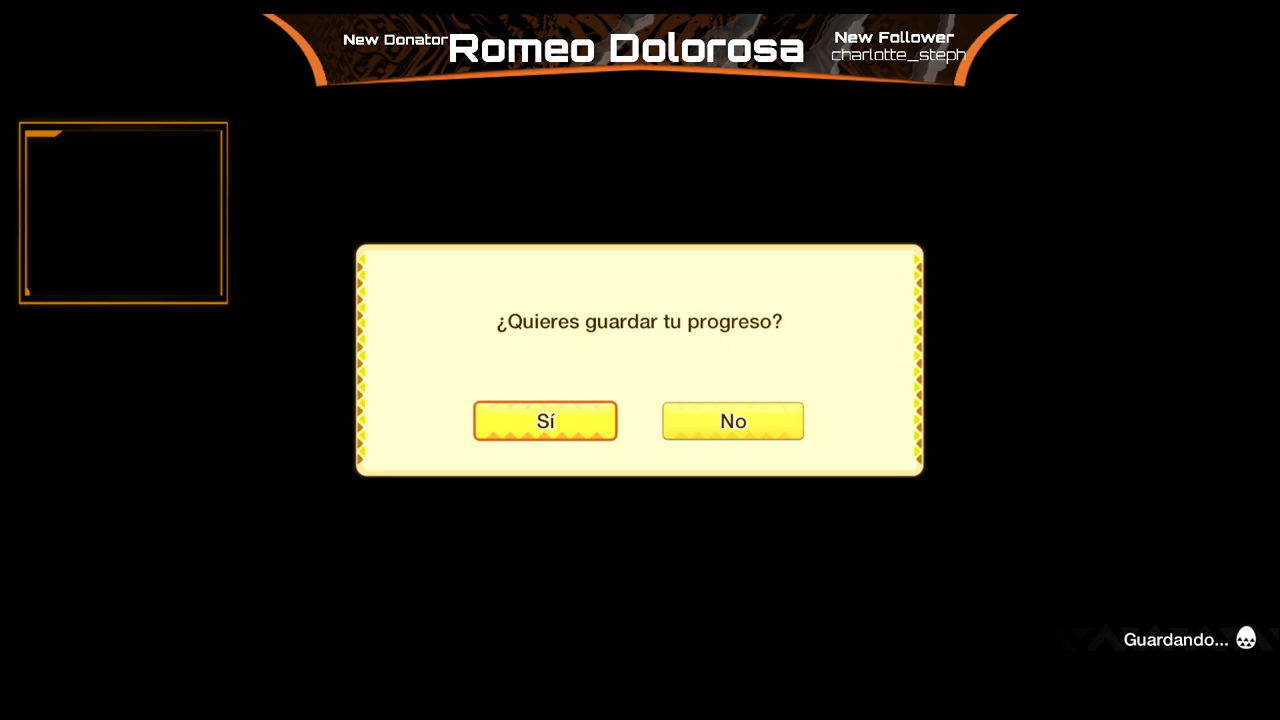 New Donator
Romeo Dolorosa
New Follower
charlotte_steph
¿Quieres guardar tu progreso?
Sí
No
Guardando...